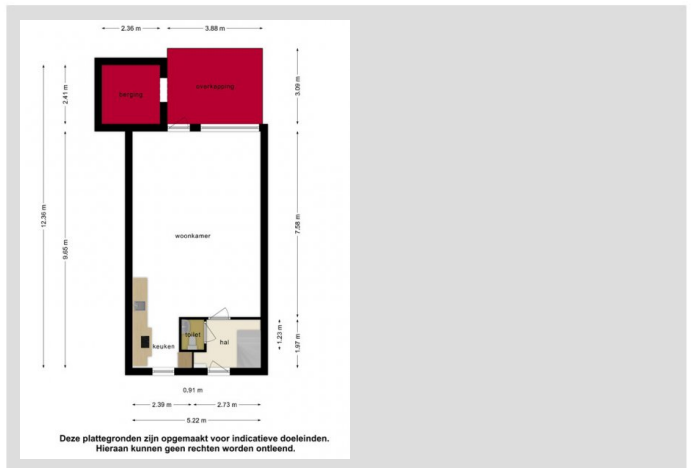 2.36 m
3.88 m
2.41 m
3.09 m
berging
overkapping
12.36 m
9.65 m
7.58 m
woonkamer
toilet
hal
keuken
1.23 m
1.97 m
0.91 m
2.39 m
2.73 m
5.22 m
Deze plattegronden zijn opgemaakt voor indicatieve doeleinden.
Hieraan kunnen geen rechten worden ontleend.